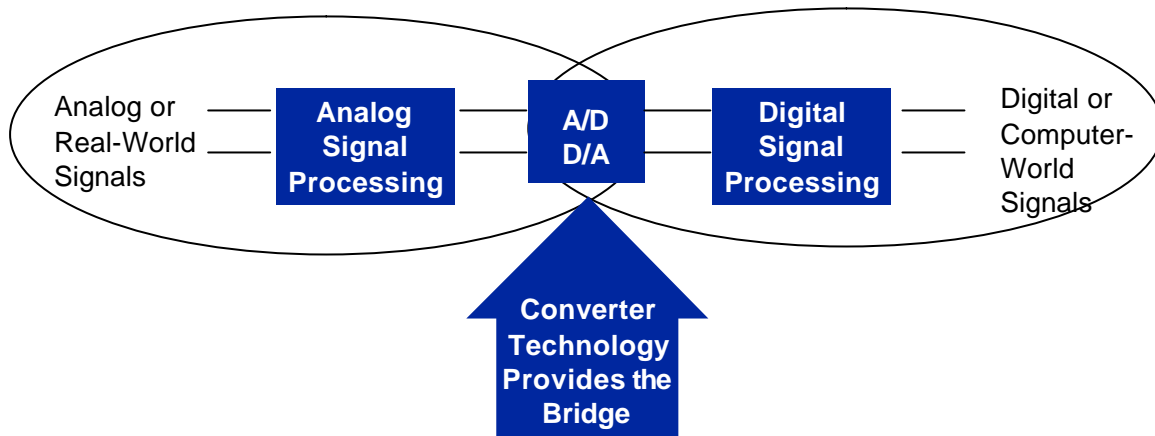 Analog or
Real-World
Signals
Analog
Signal
Processing
A/D
D/A
Digital
Signal
Processing
Digital or
Computer-
World
Signals
Converter
Technology
Provides the
Bridge